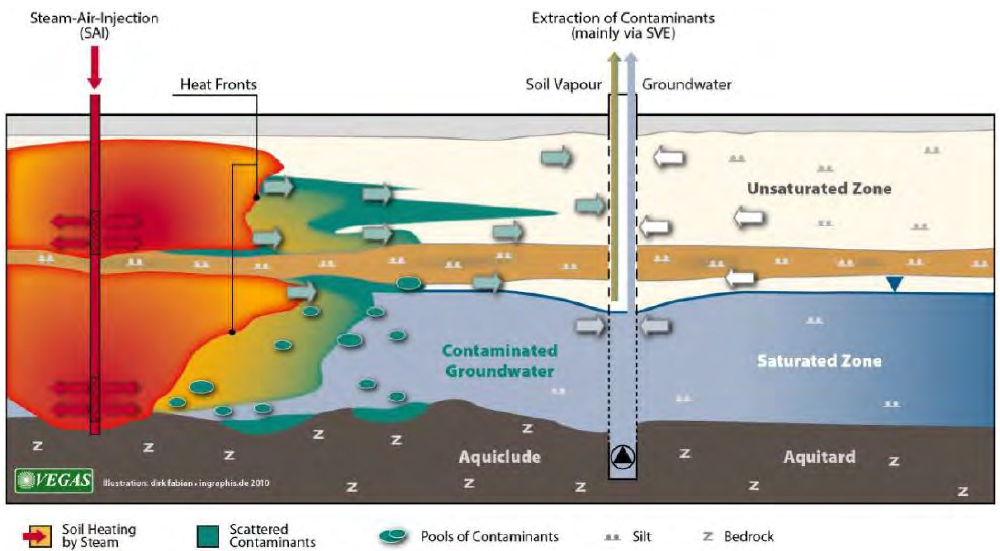 Steam-Air-Injection
(SAI)
Extraction of Contaminants
(mainly via SVE)
Heat Fronts
Soil Vapour
Groundwater
Unsaturated Zone
Contaminated
Groundwater
Saturated Zone
Aquiclude
Aquitard
z z z z z z z z z z z z z z
VEGAS
Illustration: dirk fabian • ingraphis.de 2010
Soil Heating
by Steam
Scattered
Contaminants
Pools of Contaminants
Silt
z Bedrock